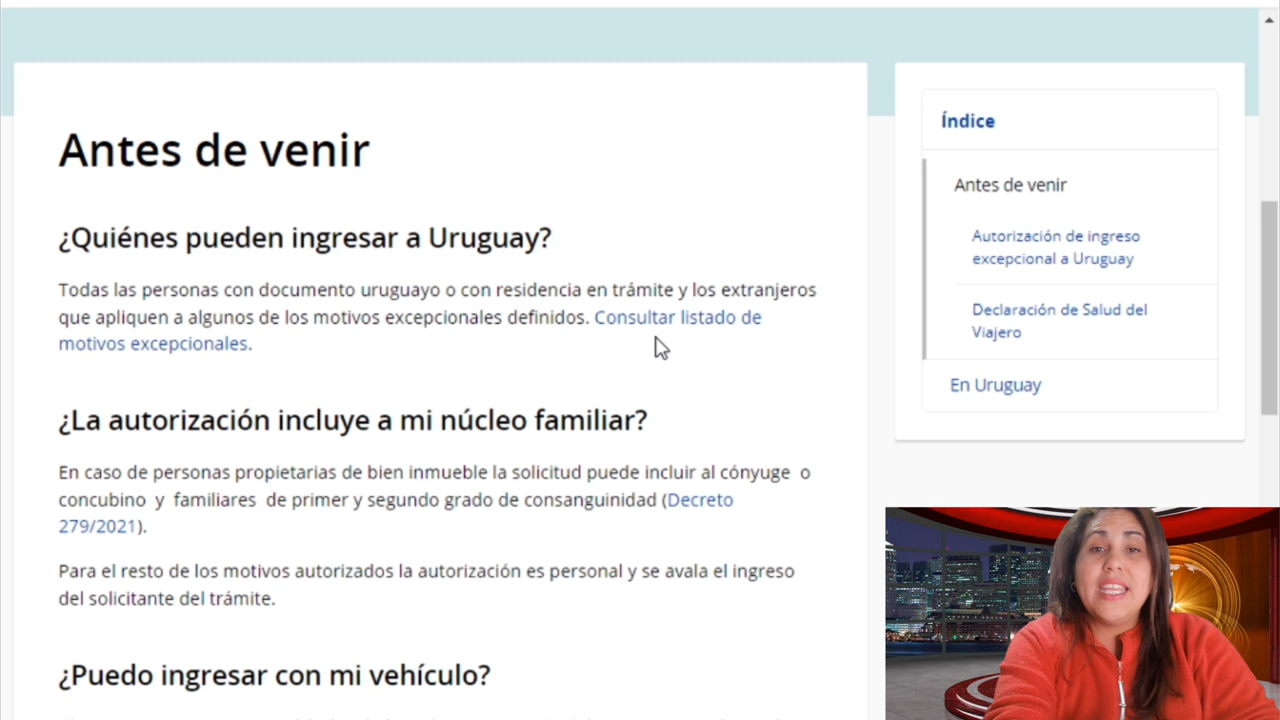 Antes de venir
¿Quiénes pueden ingresar a Uruguay?
Todas las personas con documento uruguayo o con residencia en trámite y los extranjeros
que apliquen a algunos de los motivos excepcionales definidos. Consultar listado de
motivos excepcionales.
¿La autorización incluye a mi núcleo familiar?
En caso de personas propietarias de bien inmueble la solicitud puede incluir al cónyuge o
concubino y familiares de primer y segundo grado de consanguinidad (Decreto
279/2021).
Para el resto de los motivos autorizados la autorización es personal y se avala el ingreso
del solicitante del trámite.
¿Puedo ingresar con mi vehículo?
Índice
Antes de venir
Autorización de ingreso
excepcional a Uruguay
Declaración de Salud del
Viajero
En Uruguay